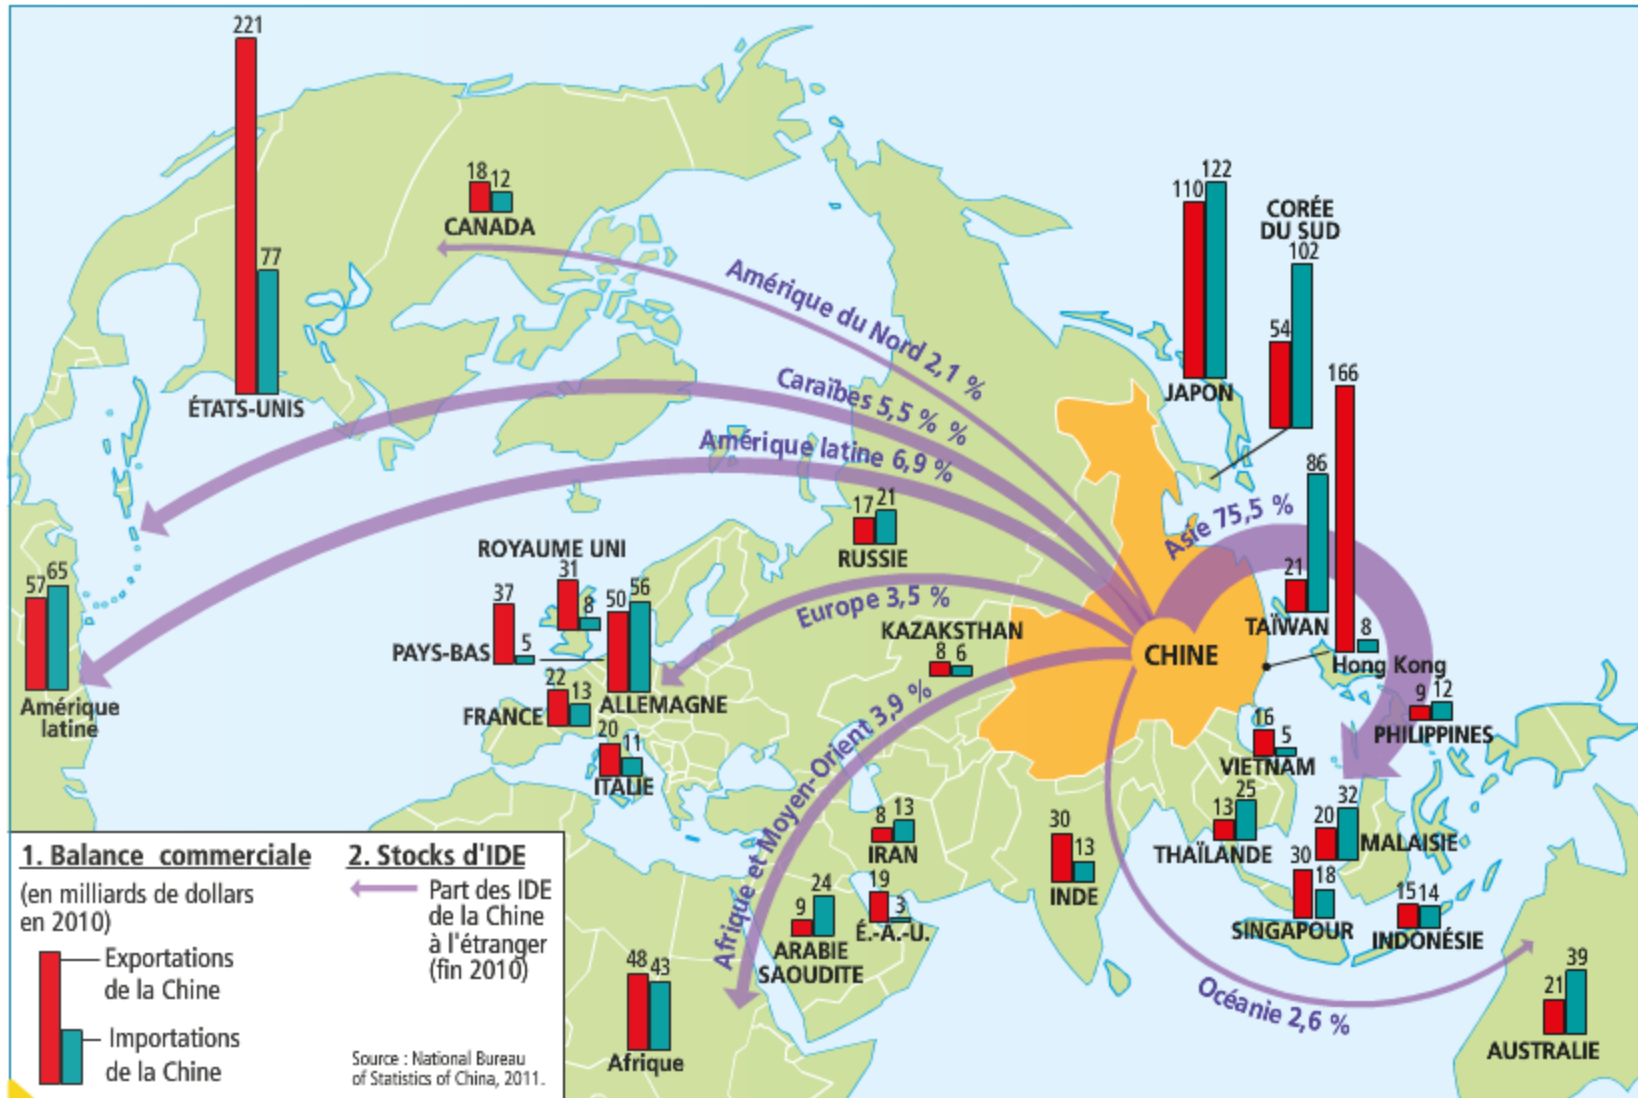 221
77
ÉTATS-UNIS
18 12
CANADA
110 122
JAPON
CORÉE
DU SUD
54 102
Amérique du Nord 2,1 %
Caraïbes 5,5 % %
Amérique latine 6,9 %
17 21
RUSSIE
Asie 75,5 %
166
8
Hong Kong
21 86
TAÏWAN
57 65
Amérique
latine
ROYAUME UNI
31 8
37 5
PAYS-BAS
50 56
ALLEMAGNE
22 13
FRANCE
20 11
ITALIE
Europe 3,5 %
KAZAKSTHAN
8 6
CHINE
9 12
PHILIPPINES
16 5
VIETNAM
13 25
THAÏLANDE
20 32
MALAISIE
30 18
SINGAPOUR
15 14
INDONÉSIE
Afrique et Moyen-Orient 3,9 %
8 13
IRAN
30 13
INDE
9 24
ARABIE
SAOUDITE
19 3
É.-A.-U.
48 43
Afrique
Océanie 2,6 %
21 39
AUSTRALIE
1. Balance commerciale
(en milliards de dollars
en 2010)
Exportations
de la Chine
Importations
de la Chine
2. Stocks d'IDE
Part des IDE
de la Chine
à l'étranger
(fin 2010)
Source : National Bureau
of Statistics of China, 2011.